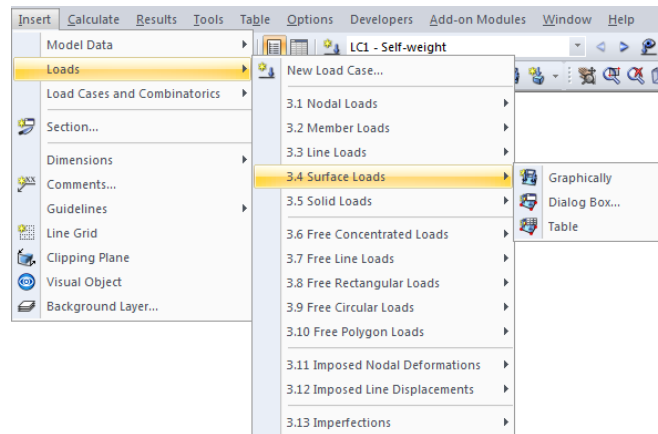 Insert Calculate Results Tools Table Options Developers Add-on Modules Window Help
LC1 - Self-weight
Model Data
Loads
Load Cases and Combinatorics
Section...
Dimensions
xx
Comments...
Guidelines
Line Grid
Clipping Plane
Visual Object
Background Layer...
New Load Case...
3.1 Nodal Loads
3.2 Member Loads
3.3 Line Loads
3.4 Surface Loads
3.5 Solid Loads
3.6 Free Concentrated Loads
3.7 Free Line Loads
3.8 Free Rectangular Loads
3.9 Free Circular Loads
3.10 Free Polygon Loads
3.11 Imposed Nodal Deformations
3.12 Imposed Line Displacements
3.13 Imperfections
Graphically
Dialog Box...
Table